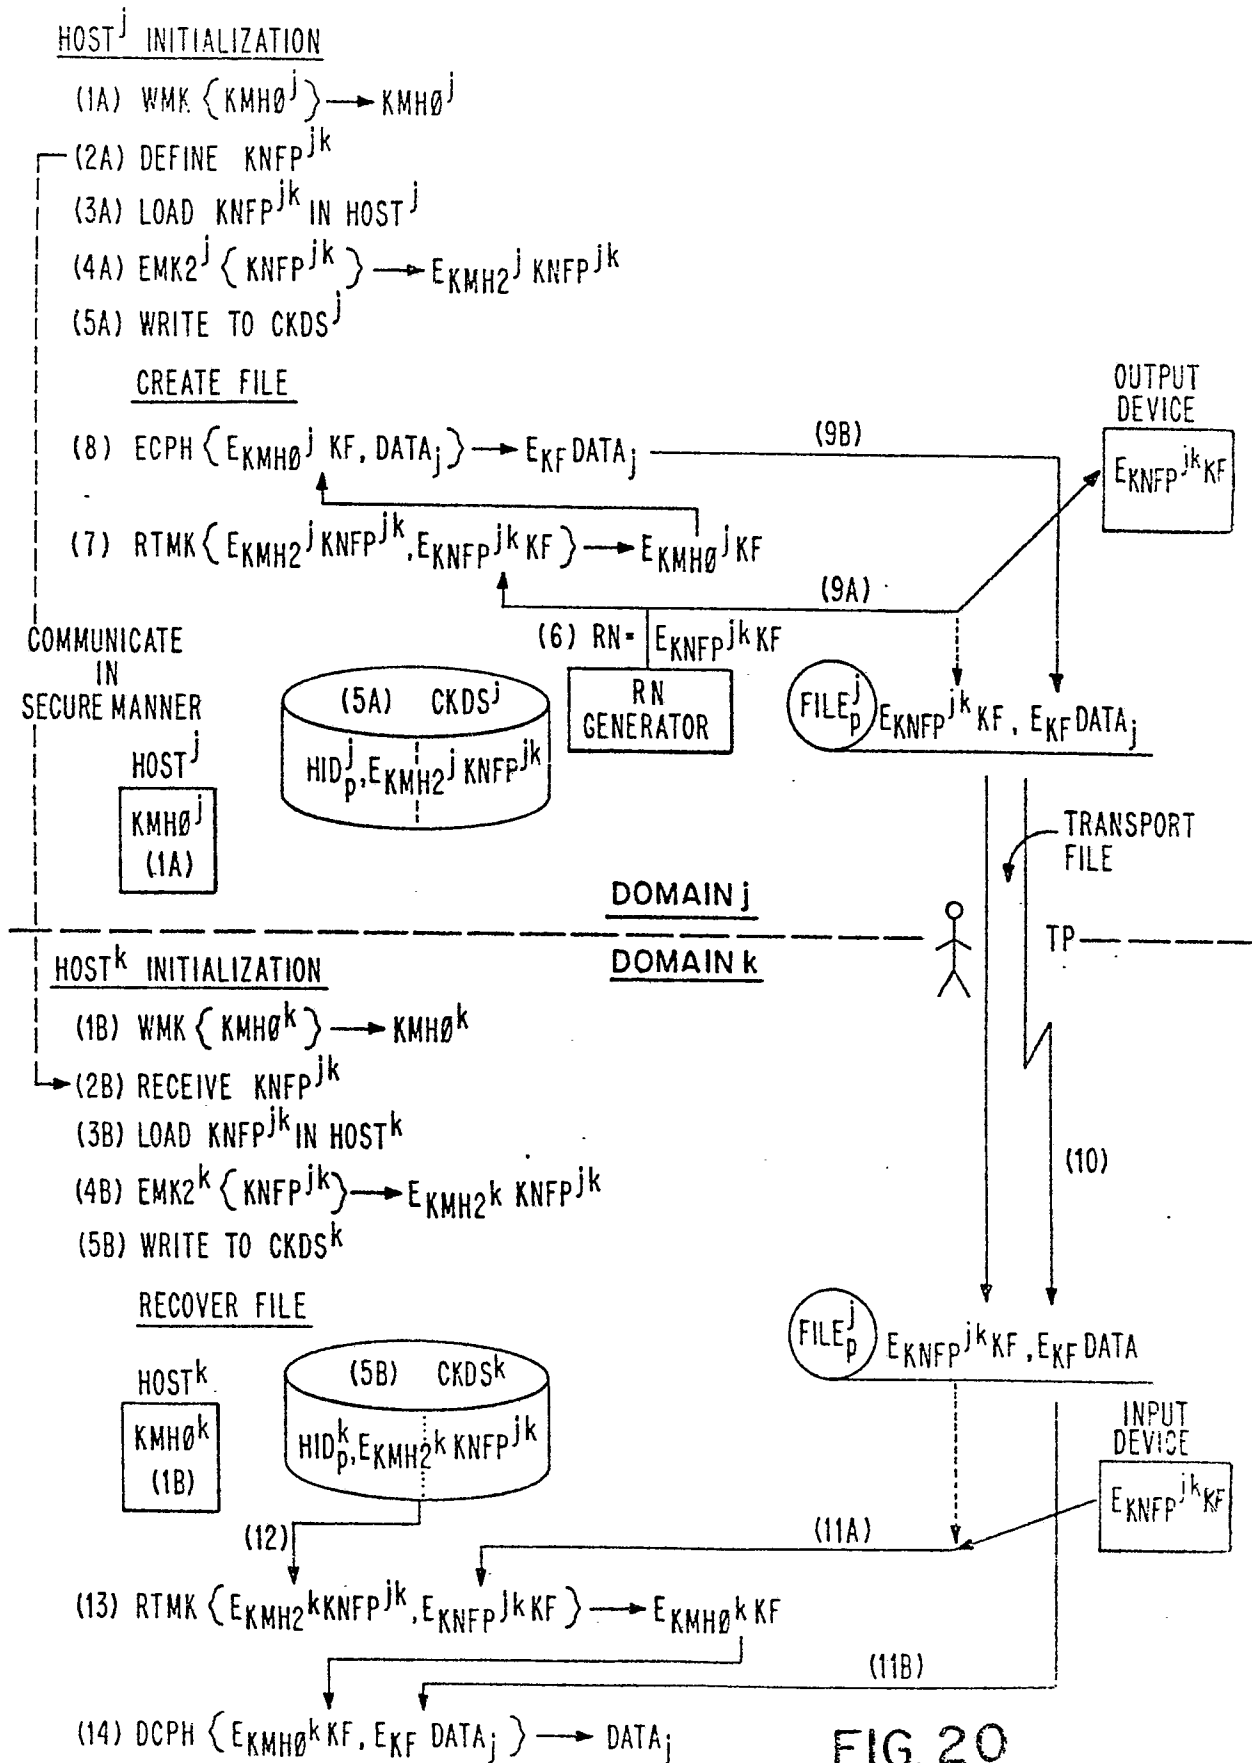 HOST^j INITIALIZATION
(1A) WMK {KMHØ^j} → KMHØ^j
(2A) DEFINE KNFP^jk
(3A) LOAD KNFP^jk IN HOST^j
(4A) EMK2^j {KNFP^jk} → E_KMH2^j KNFP^jk
(5A) WRITE TO CKDS^j
CREATE FILE
OUTPUT
DEVICE
E_KNFP^jk KF
(8) ECPH {E_KMHØ^j KF, DATA_j} → E_KF DATA_j
(9B)
(7) RTMK {E_KMH2^j KNFP^jk, E_KNFP^jk KF} → E_KMHØ^j KF
(9A)
(6) RN= E_KNFP^jk KF
RN
GENERATOR
COMMUNICATE
IN
SECURE MANNER
(5A) CKDS^j
HID_p^j, E_KMH2^j KNFP^jk
FILE_p^j E_KNFP^jk KF, E_KF DATA_j
HOST^j
KMHØ^j
(1A)
TRANSPORT
FILE
DOMAIN j
TP
DOMAIN k
HOST^k INITIALIZATION
(1B) WMK {KMHØ^k} → KMHØ^k
(2B) RECEIVE KNFP^jk
(3B) LOAD KNFP^jk IN HOST^k
(4B) EMK2^k {KNFP^jk} → E_KMH2^k KNFP^jk
(5B) WRITE TO CKDS^k
(10)
RECOVER FILE
FILE_p^j E_KNFP^jk KF, E_KF DATA
HOST^k
KMHØ^k
(1B)
(5B) CKDS^k
HID_p^k, E_KMH2^k KNFP^jk
INPUT
DEVICE
E_KNFP^jk KF
(12)
(11A)
(13) RTMK {E_KMH2^k KNFP^jk, E_KNFP^jk KF} → E_KMHØ^k KF
(11B)
(14) DCPH {E_KMHØ^k KF, E_KF DATA_j} → DATA_j
FIG. 20